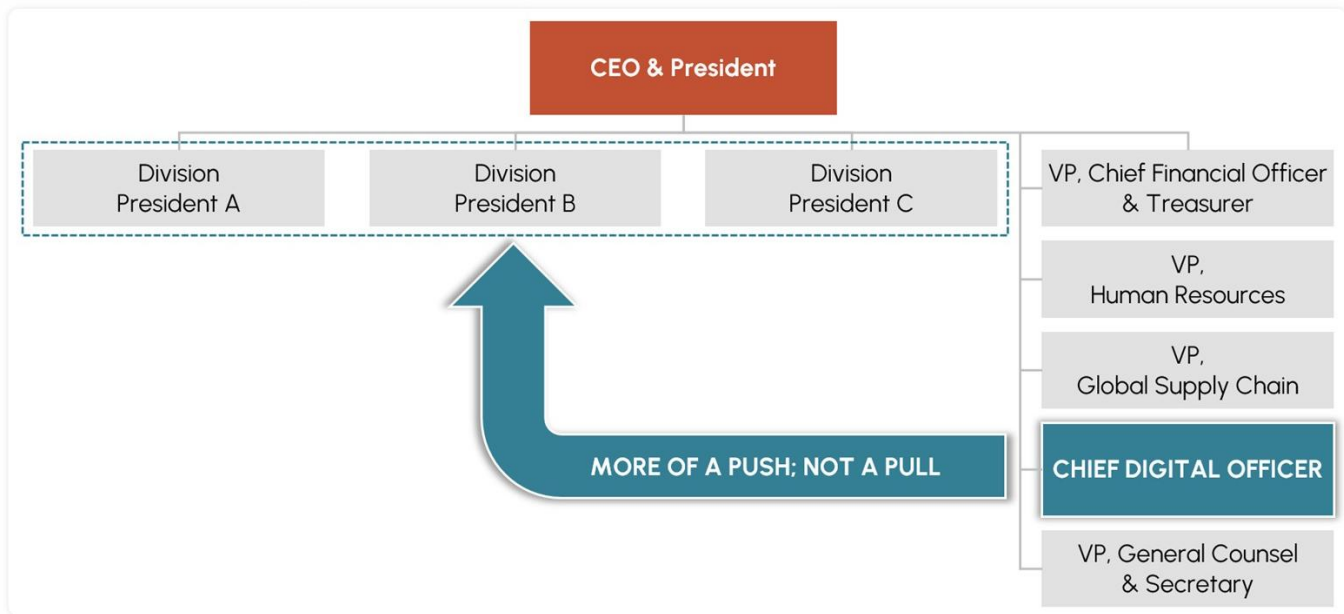 CEO & President
Division
President A
Division
President B
Division
President C
VP, Chief Financial Officer
& Treasurer
VP,
Human Resources
VP,
Global Supply Chain
MORE OF A PUSH; NOT A PULL
CHIEF DIGITAL OFFICER
VP, General Counsel
& Secretary